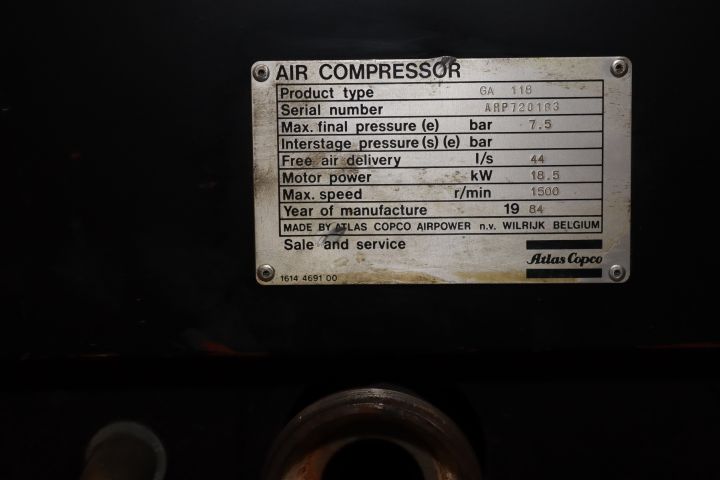 AIR COMPRESSOR
Product type GA 118
Serial number ARP720163
Max. final pressure (e) bar 7.5
Interstage pressure (s) (e) bar
Free air delivery l/s 44
Motor power kW 18.5
Max. speed r/min 1500
Year of manufacture 19 84
MADE BY ATLAS COPCO AIRPOWER n.v. WILRIJK BELGIUM
Sale and service
Atlas Copco
1614 4691 00